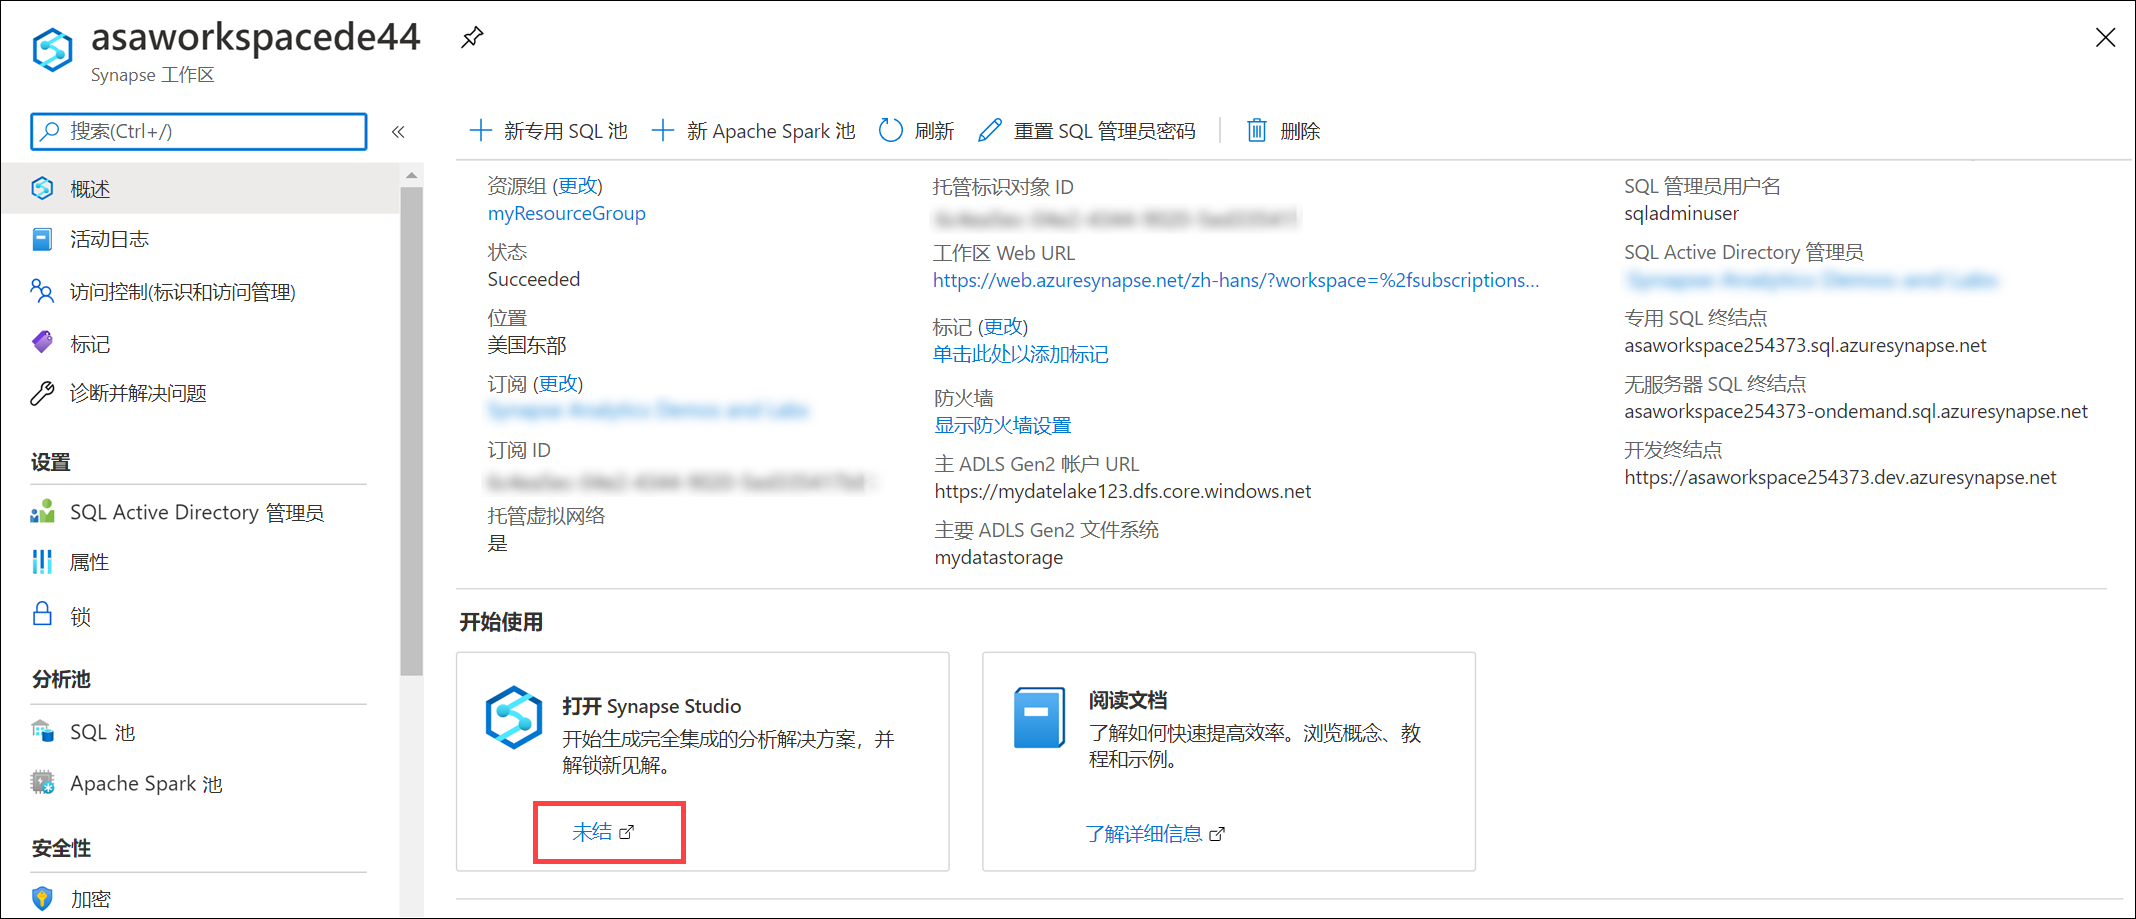 asaworkspacede44
Synapse 工作区
搜索(Ctrl+/)
«
概述
活动日志
访问控制(标识和访问管理)
标记
诊断并解决问题
设置
SQL Active Directory 管理员
属性
锁
分析池
SQL 池
Apache Spark 池
安全性
加密
新专用 SQL 池
新 Apache Spark 池
刷新
重置 SQL 管理员密码
删除
资源组 (更改)
myResourceGroup
状态
Succeeded
位置
美国东部
订阅 (更改)
订阅 ID
托管虚拟网络
是
托管标识对象 ID
工作区 Web URL
https://web.azuresynapse.net/zh-hans/?workspace=%2fsubscriptions...
标记 (更改)
单击此处以添加标记
防火墙
显示防火墙设置
主 ADLS Gen2 帐户 URL
https://mydatelake123.dfs.core.windows.net
主要 ADLS Gen2 文件系统
mydatastorage
SQL 管理员用户名
sqladminuser
SQL Active Directory 管理员
专用 SQL 终结点
asaworkspace254373.sql.azuresynapse.net
无服务器 SQL 终结点
asaworkspace254373-ondemand.sql.azuresynapse.net
开发终结点
https://asaworkspace254373.dev.azuresynapse.net
开始使用
打开 Synapse Studio
开始生成完全集成的分析解决方案，并
解锁新见解。
未结
阅读文档
了解如何快速提高效率。浏览概念、教
程和示例。
了解详细信息